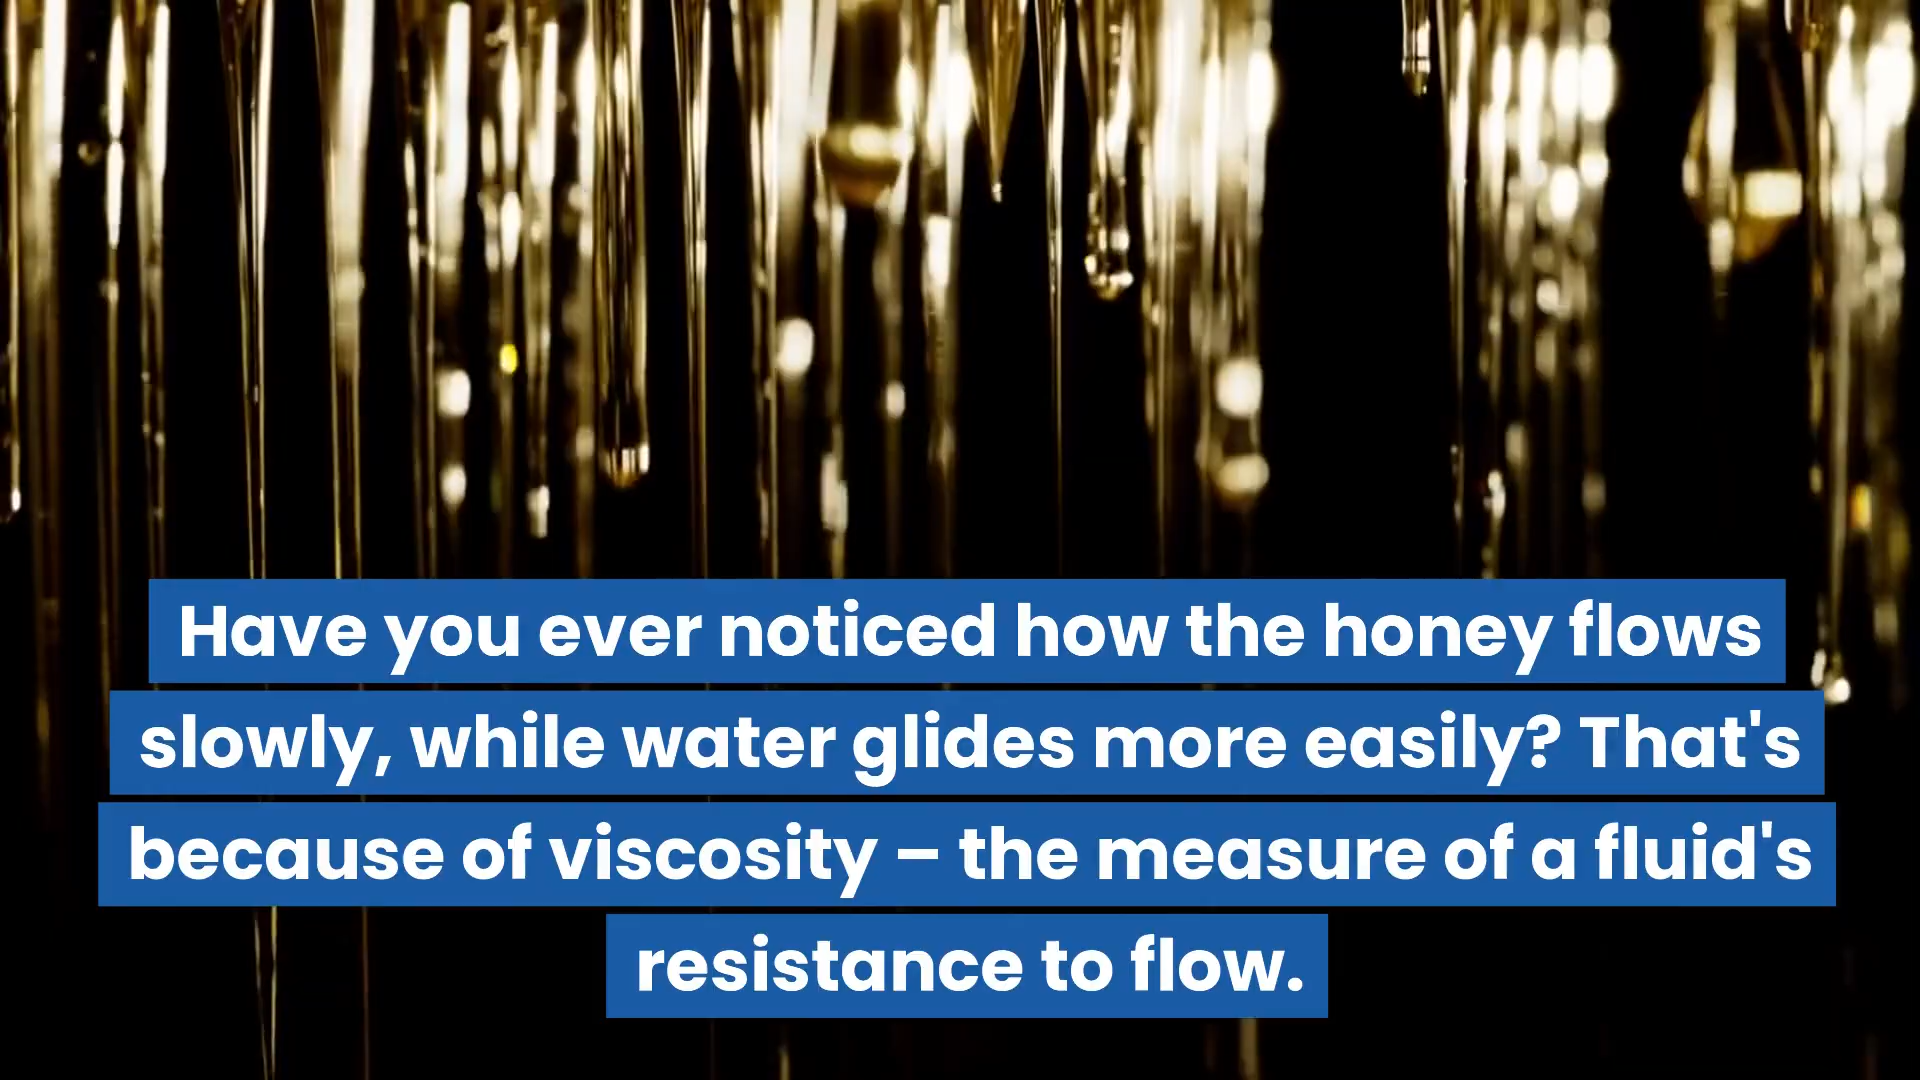 Have you ever noticed how the honey flows
slowly, while water glides more easily? That's
because of viscosity – the measure of a fluid's
resistance to flow.